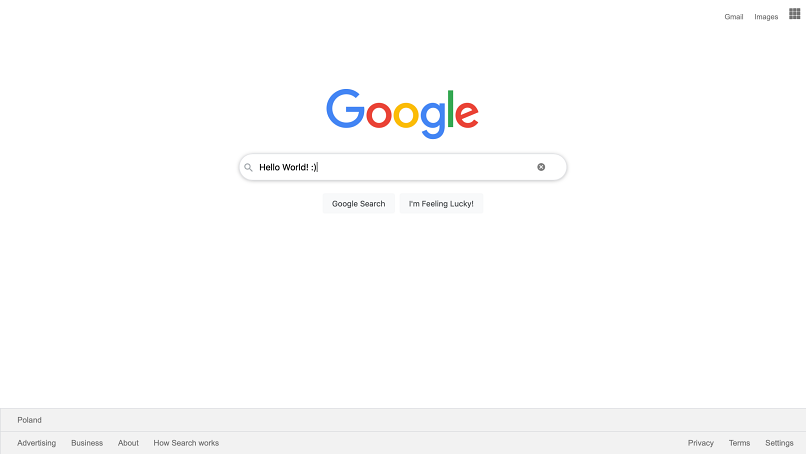 Gmail Images
Google
Hello World! :)
Google Search I'm Feeling Lucky!
Poland
Advertising Business About How Search works Privacy Terms Settings